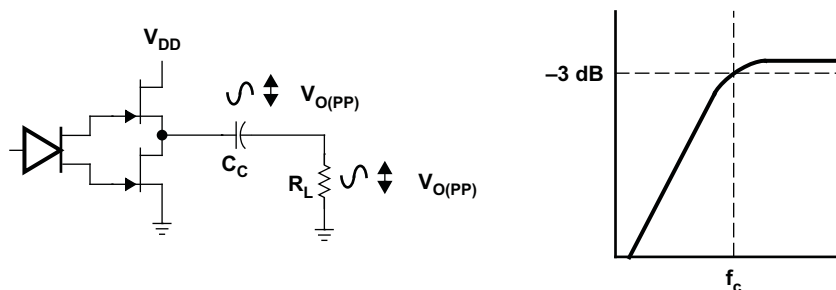 V_DD
V_O(PP)
C_C
R_L
V_O(PP)
–3 dB
f_c